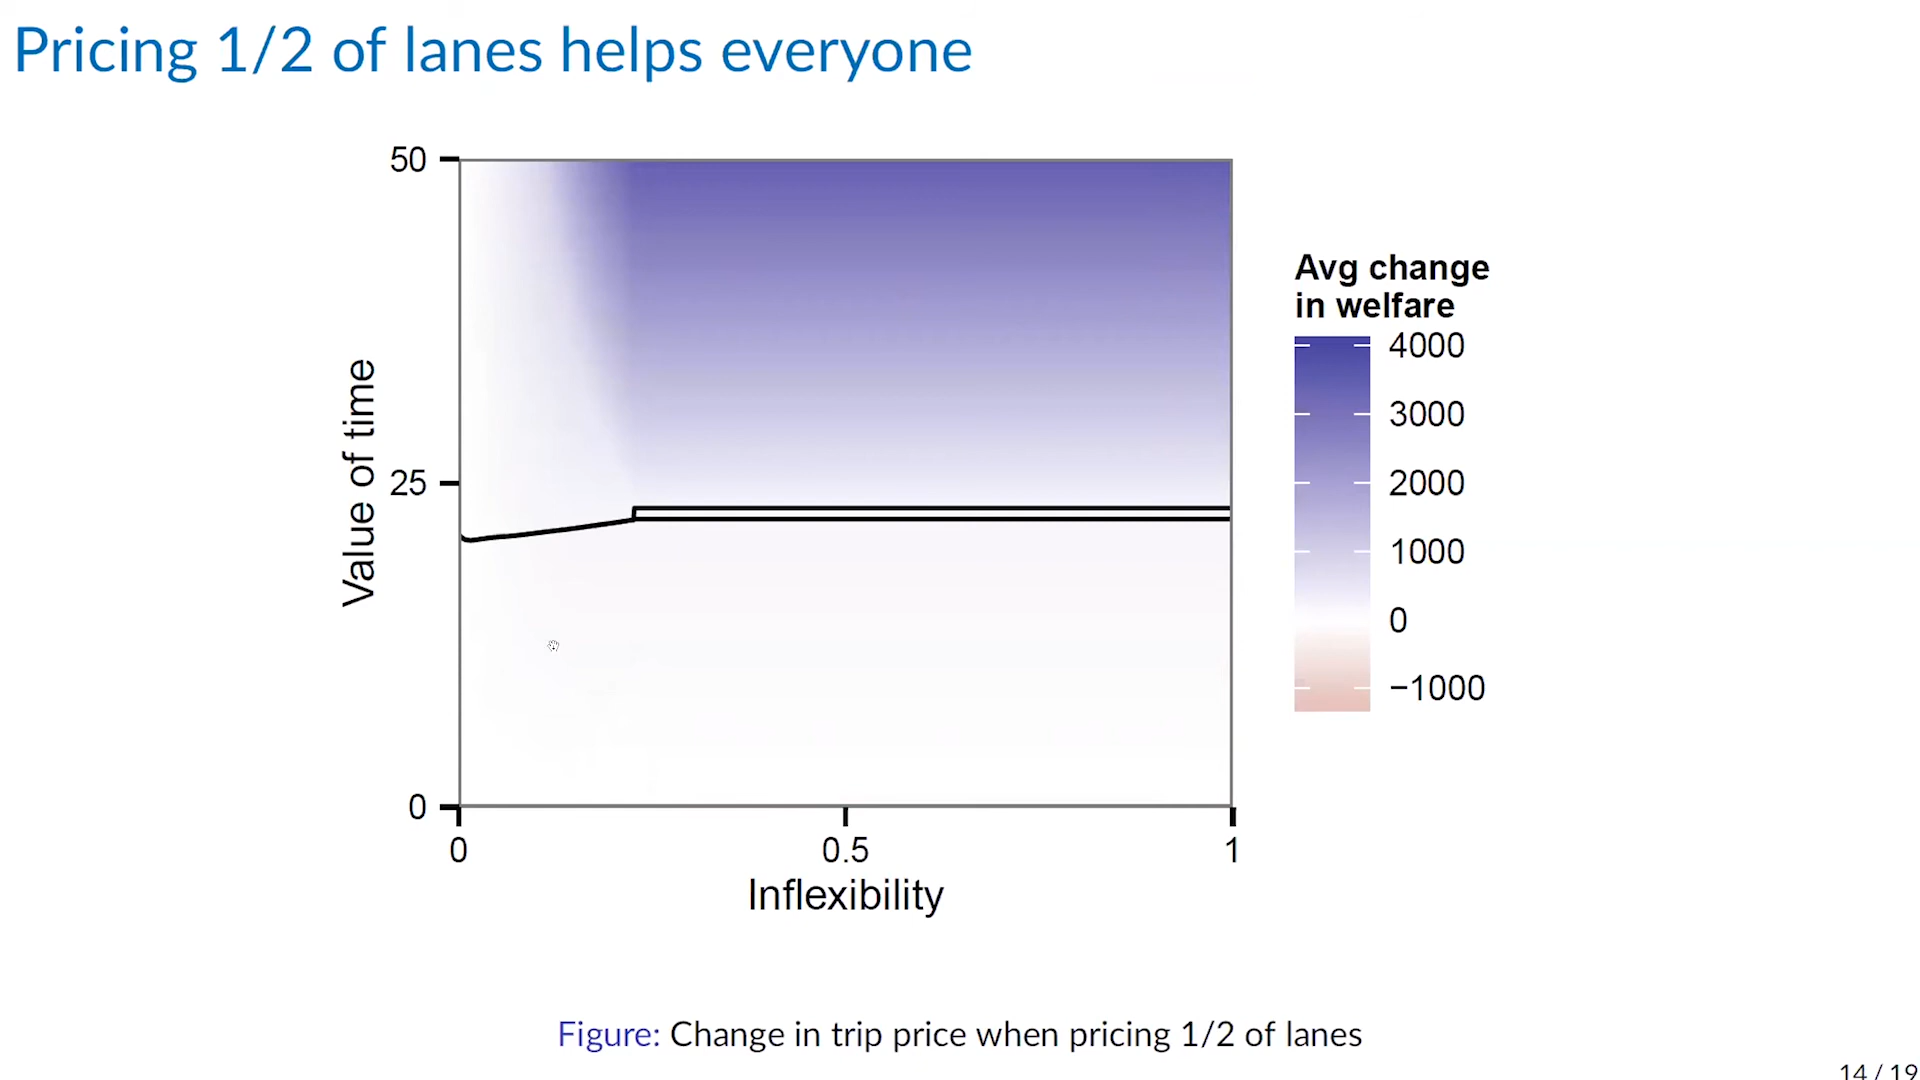 Pricing 1/2 of lanes helps everyone
50
25
0
Value of time
0
0.5
1
Inflexibility
Avg change
in welfare
4000
3000
2000
1000
0
−1000
Figure: Change in trip price when pricing 1/2 of lanes
14 / 19